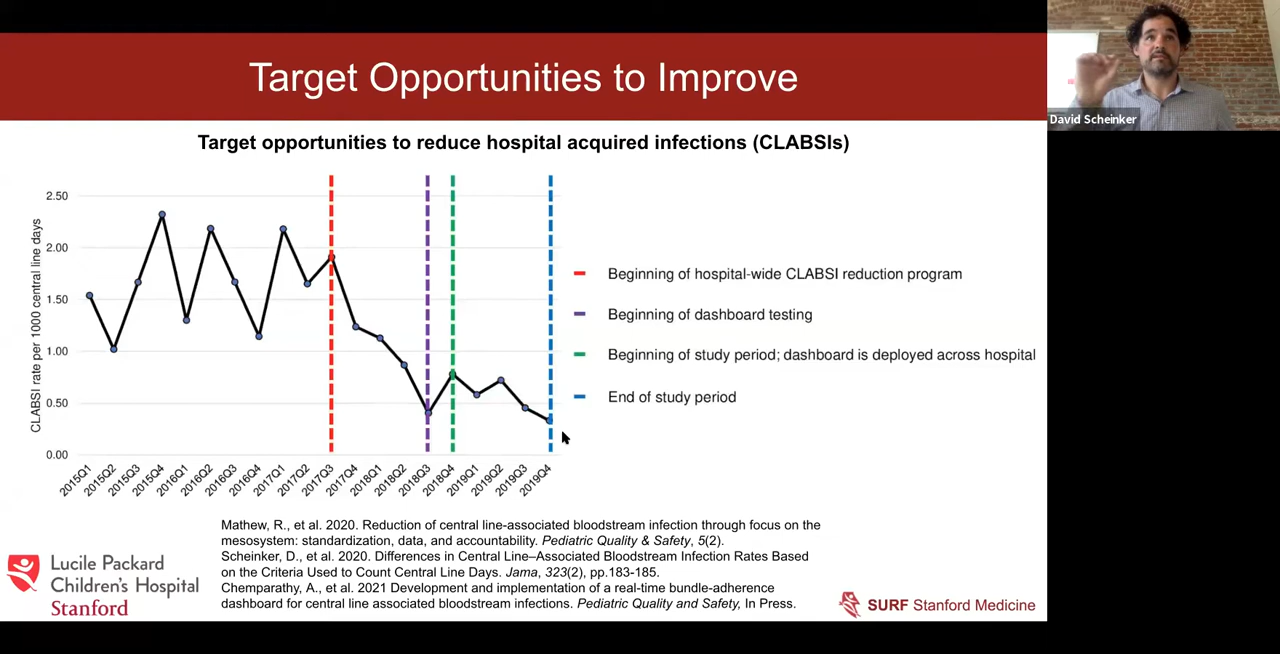 Target Opportunities to Improve
David Scheinker
Target opportunities to reduce hospital acquired infections (CLABSIs)
CLABSI rate per 1000 central line days
2.50
2.00
1.50
1.00
0.50
0.00
2015Q1
2015Q2
2015Q3
2015Q4
2016Q1
2016Q2
2016Q3
2016Q4
2017Q1
2017Q2
2017Q3
2017Q4
2018Q1
2018Q2
2018Q3
2018Q4
2019Q1
2019Q2
2019Q3
2019Q4
Beginning of hospital-wide CLABSI reduction program
Beginning of dashboard testing
Beginning of study period; dashboard is deployed across hospital
End of study period
Mathew, R., et al. 2020. Reduction of central line-associated bloodstream infection through focus on the
mesosystem: standardization, data, and accountability. Pediatric Quality & Safety, 5(2).
Scheinker, D., et al. 2020. Differences in Central Line–Associated Bloodstream Infection Rates Based
on the Criteria Used to Count Central Line Days. Jama, 323(2), pp.183-185.
Chemparathy, A., et al. 2021 Development and implementation of a real-time bundle-adherence
dashboard for central line associated bloodstream infections. Pediatric Quality and Safety, In Press.
Lucile Packard
Children's Hospital
Stanford
SURF Stanford Medicine